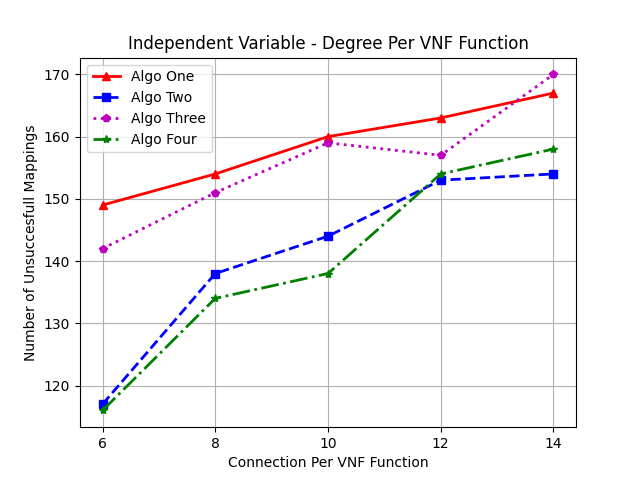 Independent Variable - Degree Per VNF Function
Algo One
Algo Two
Algo Three
Algo Four
170
160
150
140
130
120
Number of Unsuccesfull Mappings
6 8 10 12 14
Connection Per VNF Function